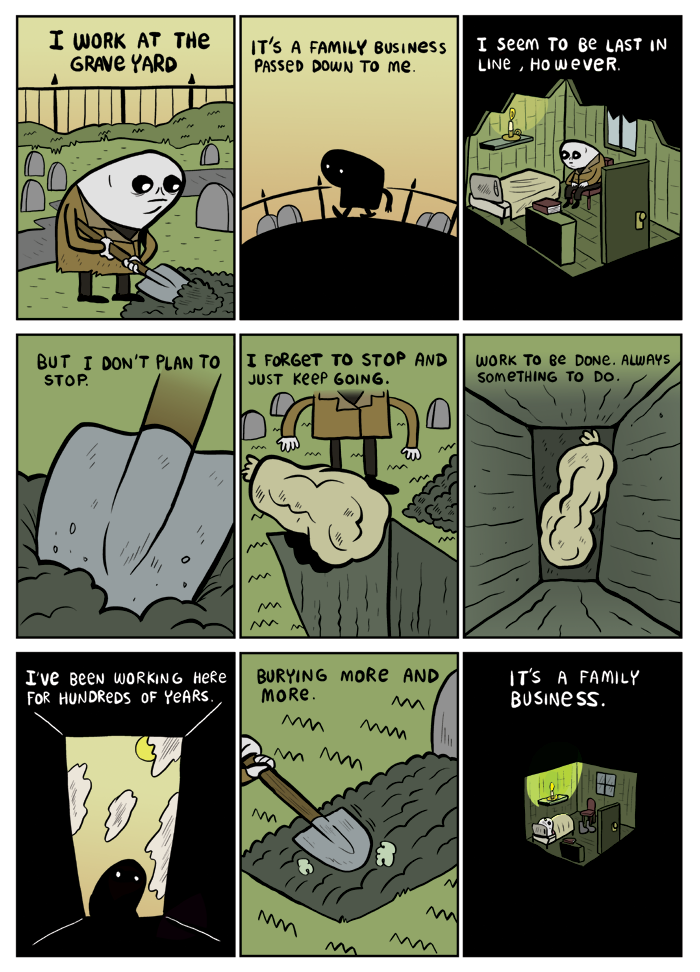 I WORK AT THE
GRAVEYARD
IT'S A FAMILY BUSINESS
PASSED DOWN TO ME.
I SEEM TO BE LAST IN
LINE, HOWEVER.
BUT I DON'T PLAN TO
STOP.
I FORGET TO STOP AND
JUST KEEP GOING.
WORK TO BE DONE. ALWAYS
SOMETHING TO DO.
I'VE BEEN WORKING HERE
FOR HUNDREDS OF YEARS.
BURYING MORE AND
MORE.
IT'S A FAMILY
BUSINESS.